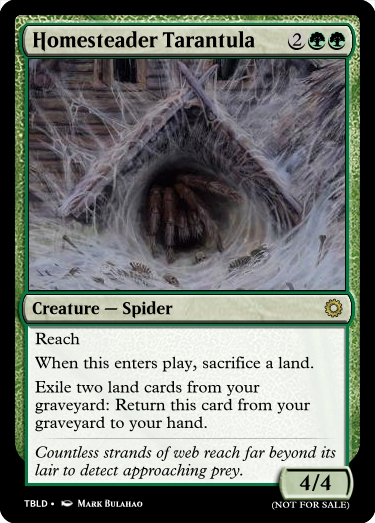 Homesteader Tarantula 2
Creature — Spider
Reach
When this enters play, sacrifice a land.
Exile two land cards from your
graveyard: Return this card from your
graveyard to your hand.
Countless strands of web reach far beyond its
lair to detect approaching prey.
4/4
TBLD • Mark Bulahao
(NOT FOR SALE)